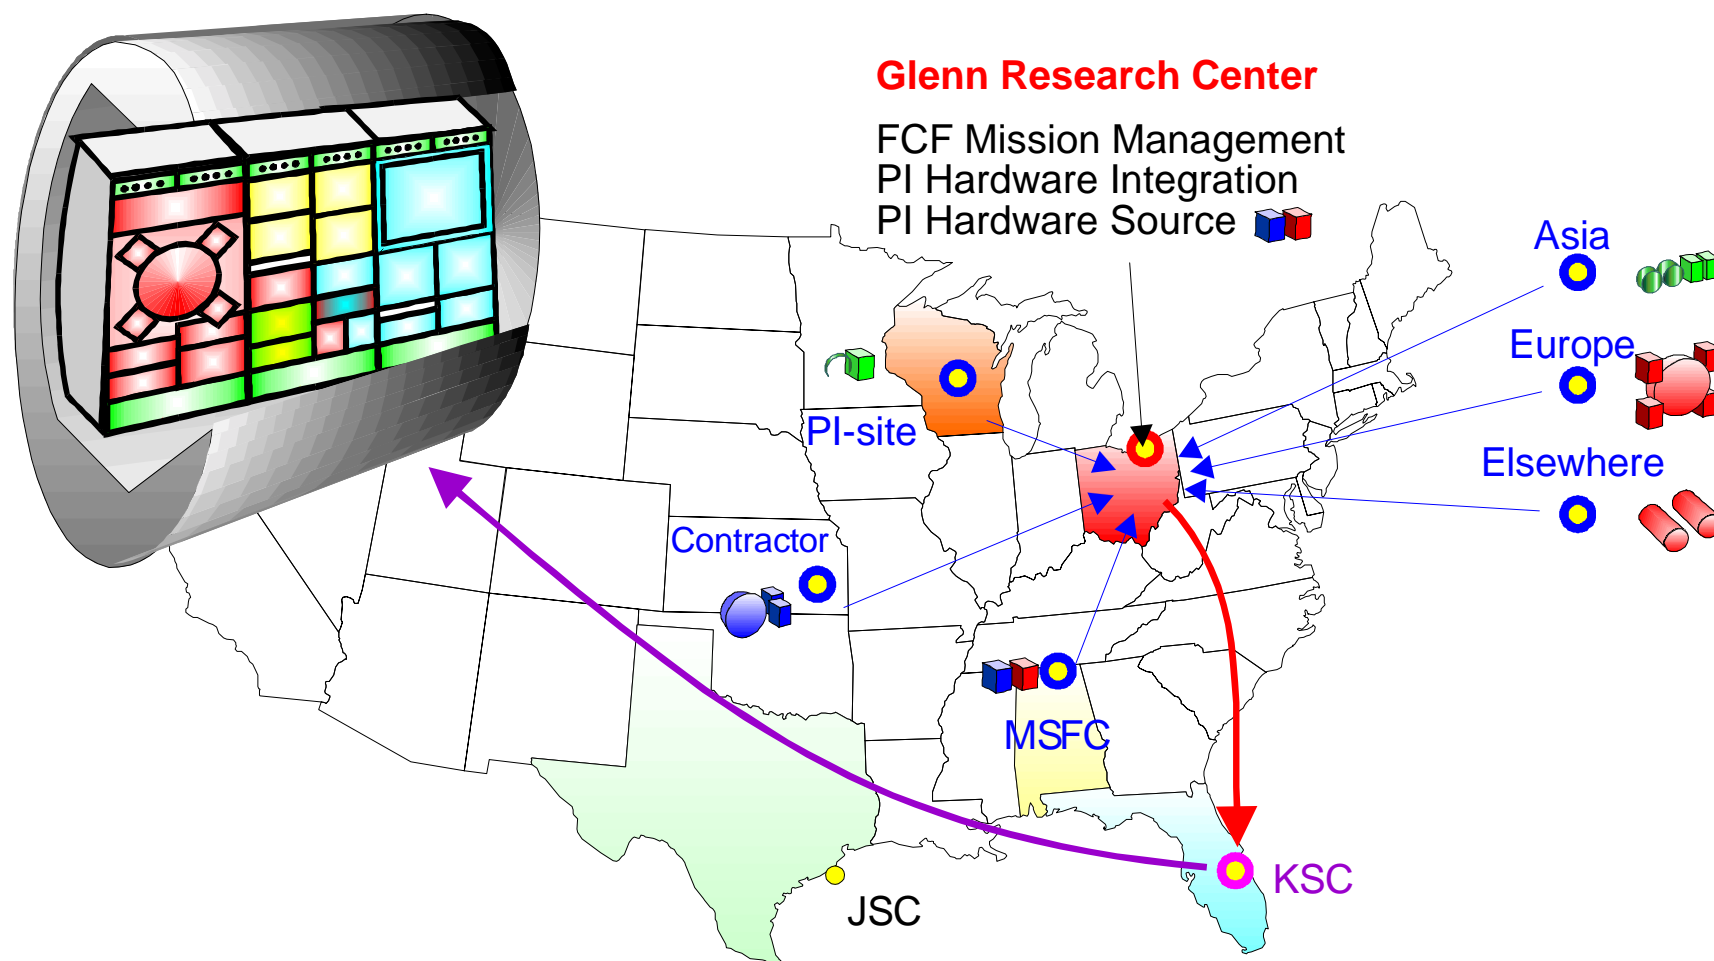 Glenn Research Center
FCF Mission Management
PI Hardware Integration
PI Hardware Source
Asia
Europe
Elsewhere
PI-site
Contractor
MSFC
KSC
JSC